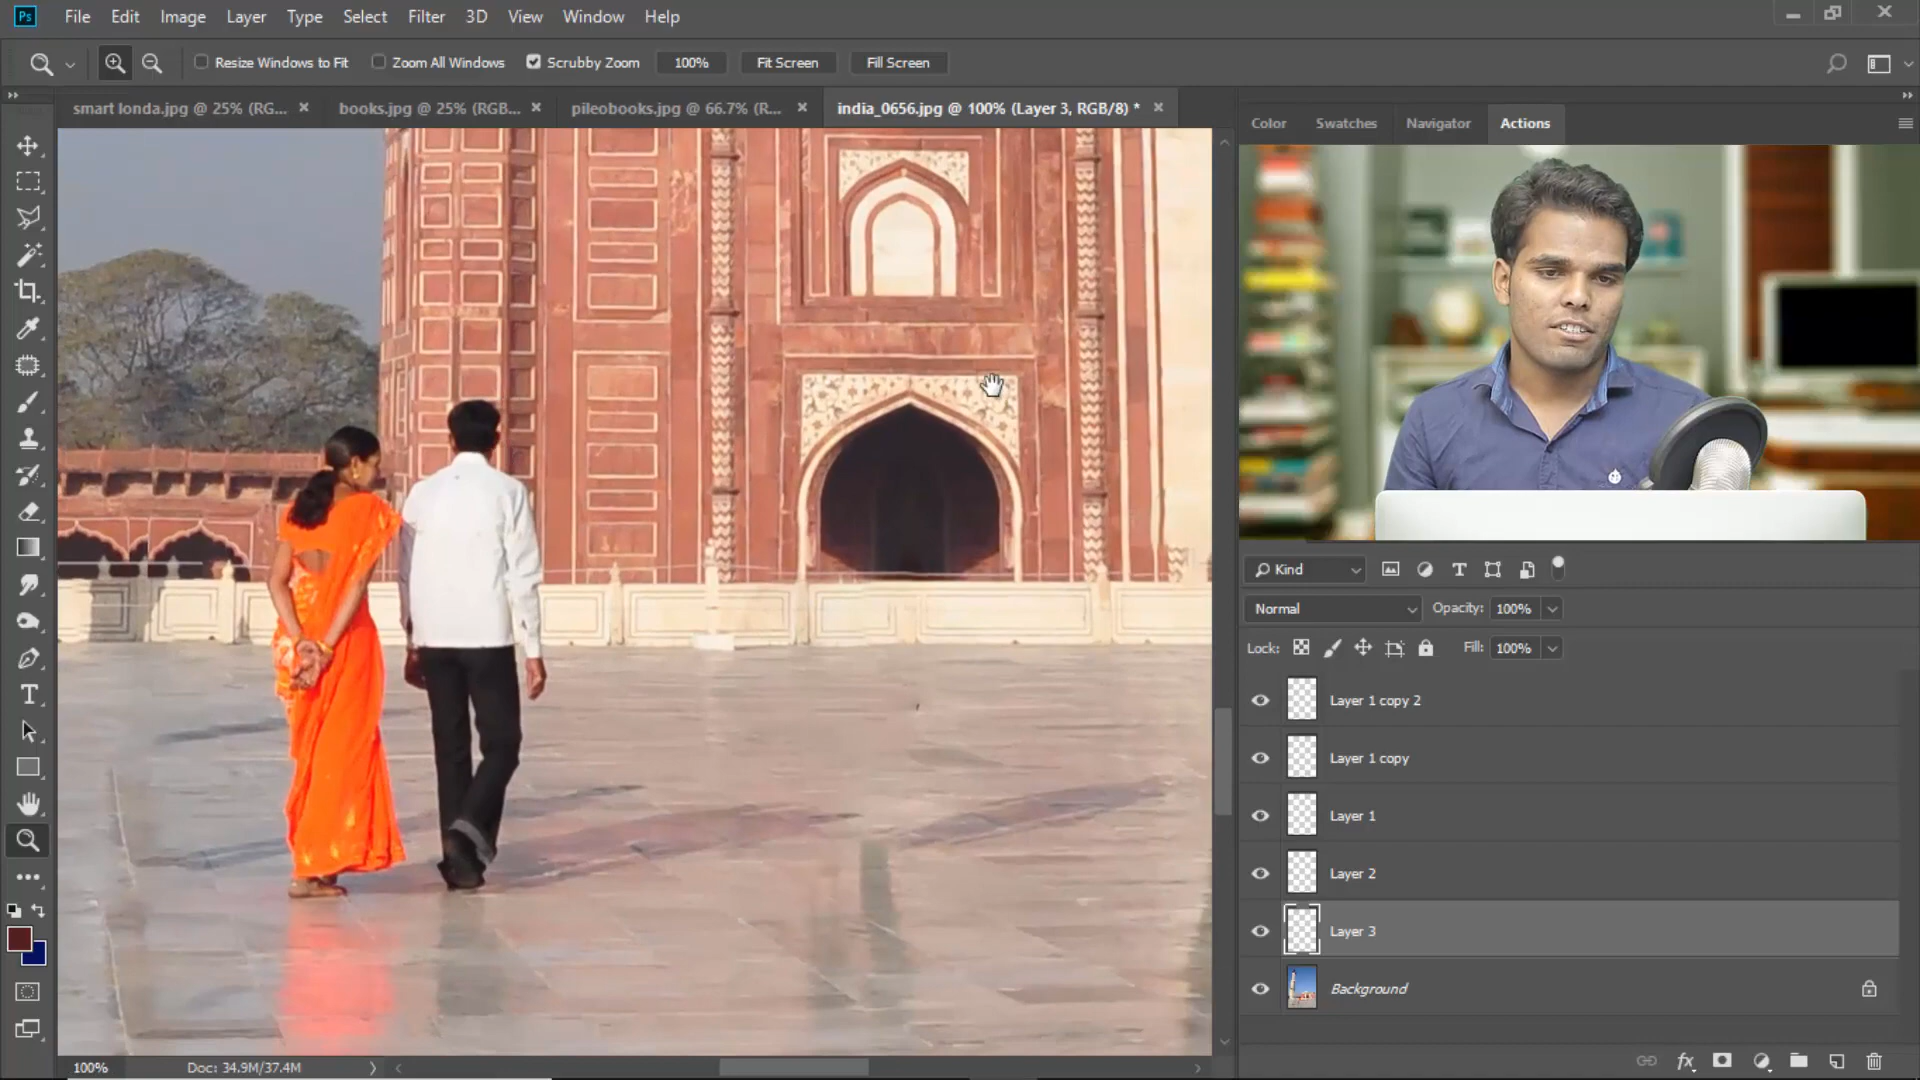 Ps File Edit Image Layer Type Select Filter 3D View Window Help
Resize Windows to Fit Zoom All Windows Scrubby Zoom 100% Fit Screen Fill Screen
smart londa.jpg @ 25% (RG... × books.jpg @ 25% (RGB... × pileobooks.jpg @ 66.7% (R... × india_0656.jpg @ 100% (Layer 3, RGB/8) * ×
Color Swatches Navigator Actions
Kind
Normal Opacity: 100%
Lock: Fill: 100%
Layer 1 copy 2
Layer 1 copy
Layer 1
Layer 2
Layer 3
Background
100% Doc: 34.9M/37.4M